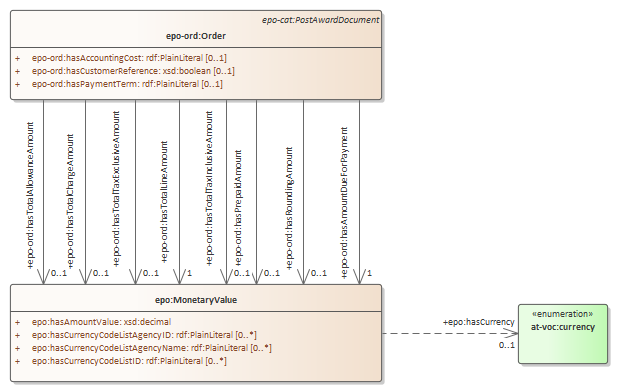 epo-cat:PostAwardDocument
epo-ord:Order
+ epo-ord:hasAccountingCost: rdf:PlainLiteral [0..1]
+ epo-ord:hasCustomerReference: xsd:boolean [0..1]
+ epo-ord:hasPaymentTerm: rdf:PlainLiteral [0..1]
+epo-ord:hasTotalAllowanceAmount
+epo-ord:hasTotalChargeAmount
+epo-ord:hasTotalTaxExclusiveAmount
+epo-ord:hasTotalLineAmount
+epo-ord:hasTotalTaxInclusiveAmount
+epo-ord:hasPrepaidAmount
+epo-ord:hasRoundingAmount
+epo-ord:hasAmountDueForPayment
0..1
0..1
0..1
1
0..1
0..1
0..1
1
epo:MonetaryValue
+ epo:hasAmountValue: xsd:decimal
+ epo:hasCurrencyCodeListAgencyID: rdf:PlainLiteral [0..*]
+ epo:hasCurrencyCodeListAgencyName: rdf:PlainLiteral [0..*]
+ epo:hasCurrencyCodeListID: rdf:PlainLiteral [0..*]
+epo:hasCurrency
0..1
«enumeration»
at-voc:currency